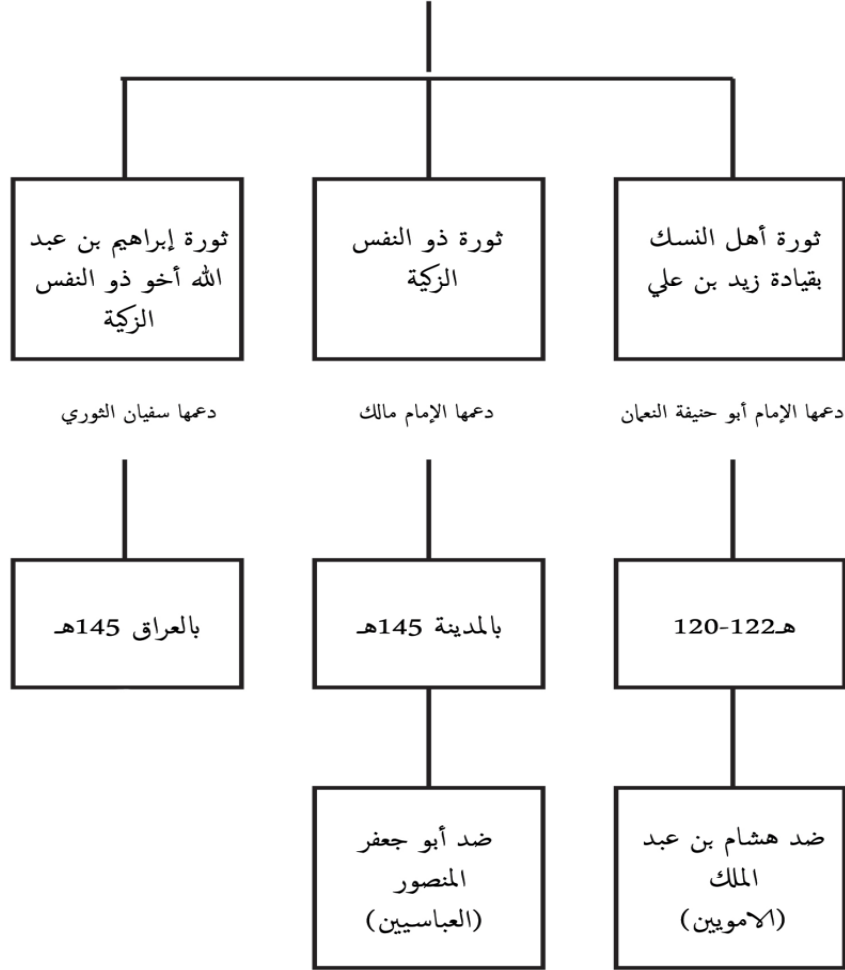 ثورة أهل النسك
بقيادة زيد بن علي
دعمها الإمام أبو حنيفة النعمان
هـ122-120
ضد هشام بن عبد
الملك
(الامويين)
ثورة ذو النفس
الزكية
دعمها الإمام مالك
بالمدينة 145هـ
ضد أبو جعفر
المنصور
(العباسيين)
ثورة إبراهيم بن عبد
الله أخو ذو النفس
الزكية
دعمها سفيان الثوري
بالعراق 145هـ